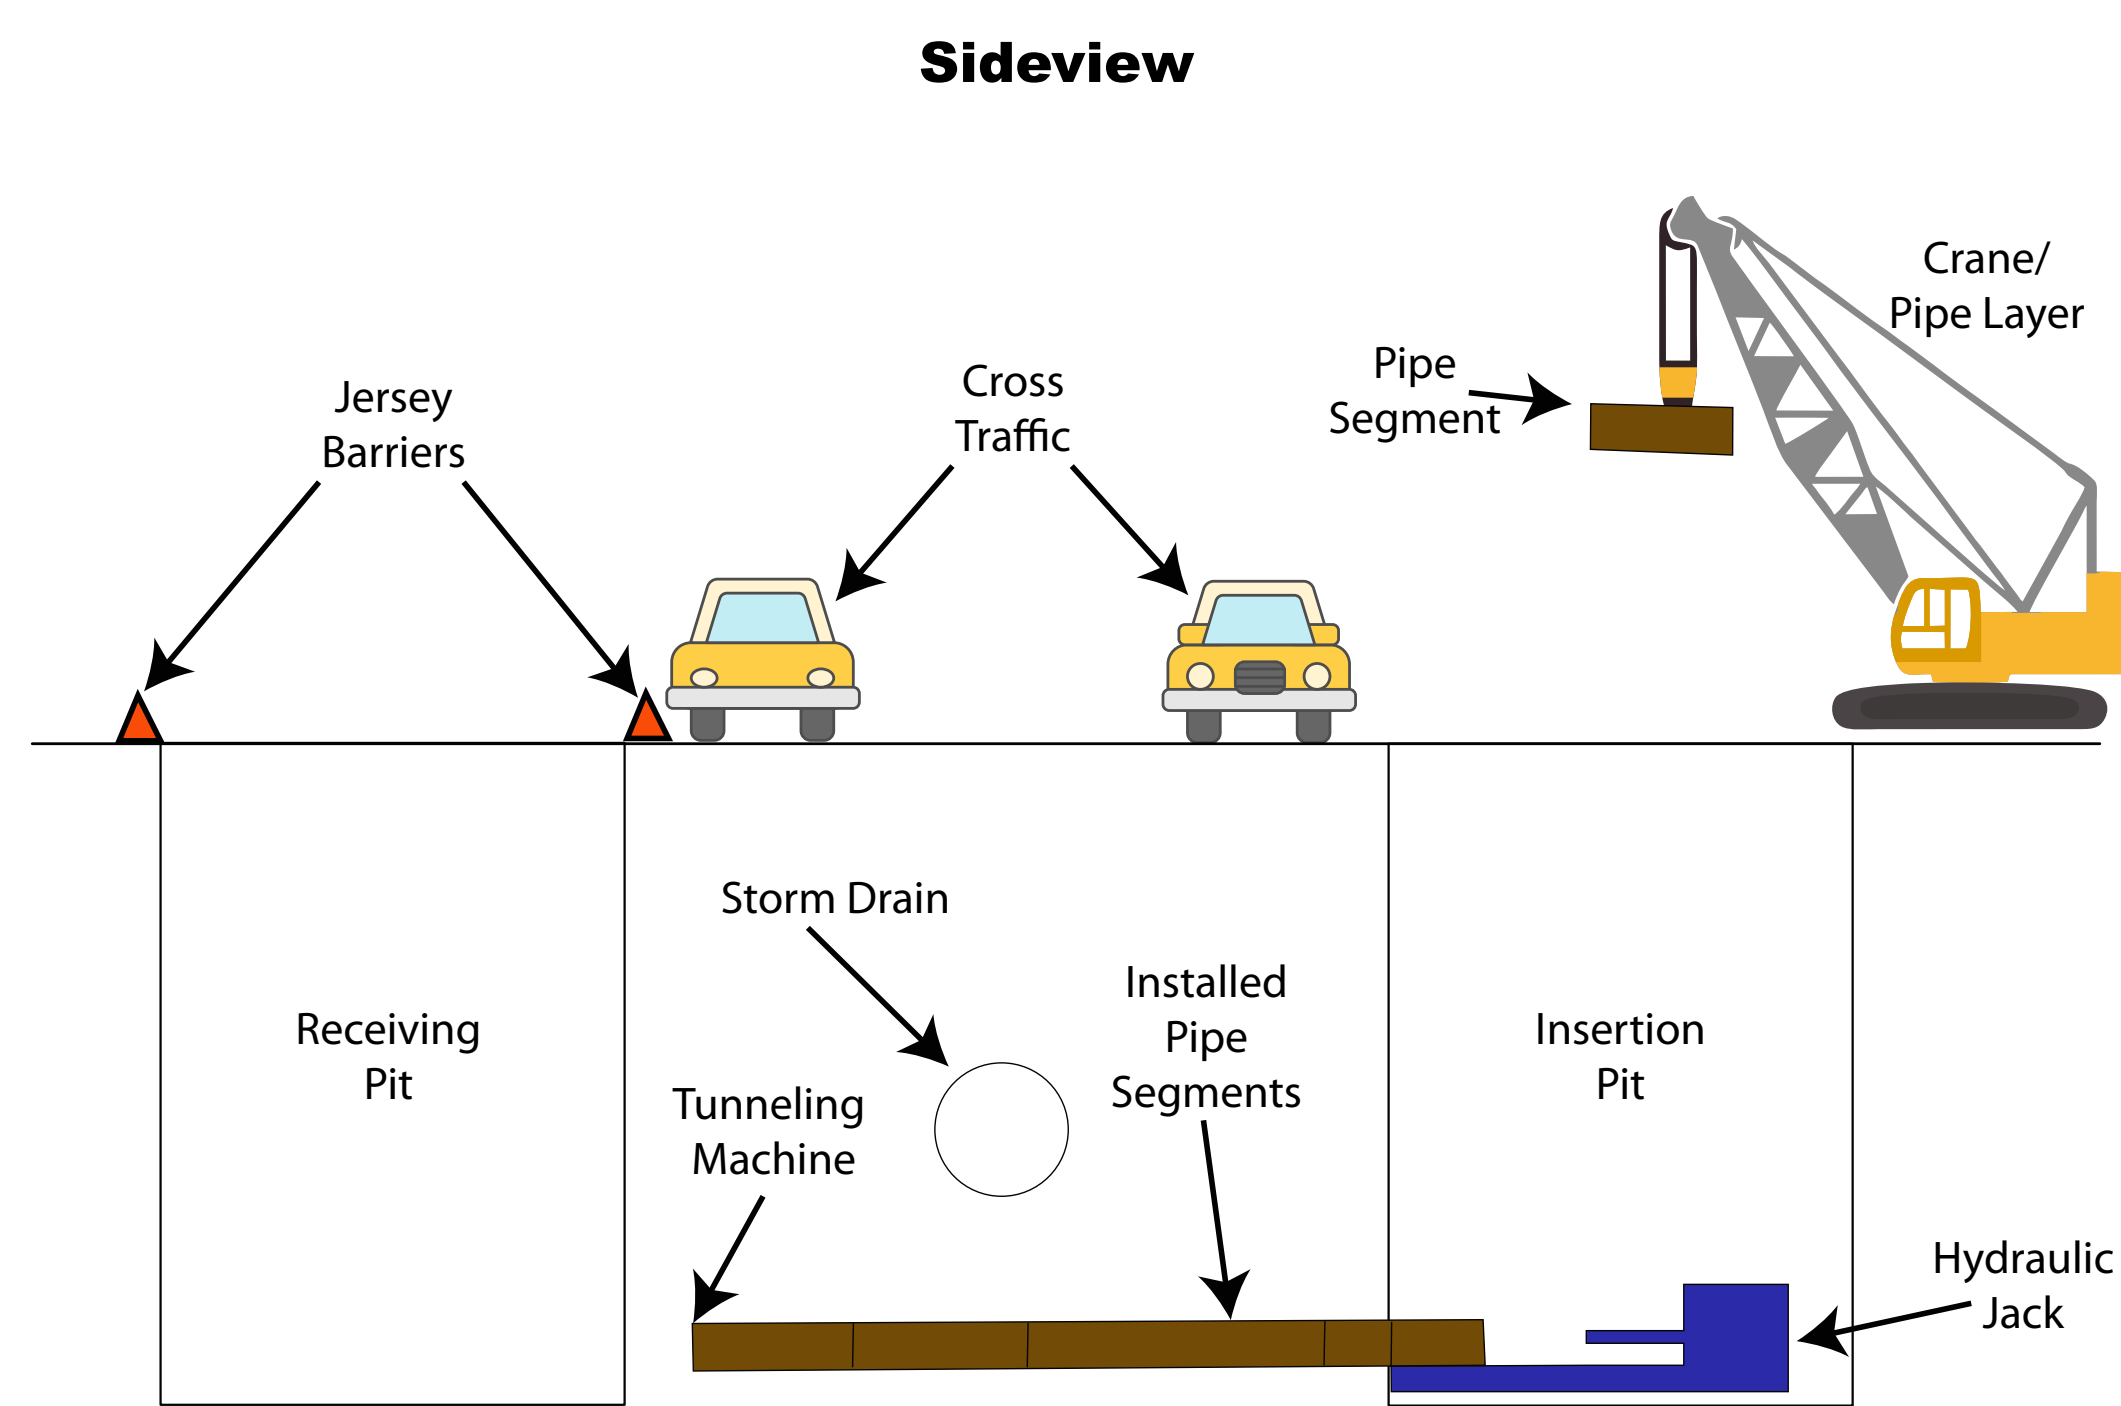 Sideview
Crane/
Pipe Layer
Pipe
Segment
Cross
Traffic
Jersey
Barriers
Storm Drain
Installed
Pipe
Segments
Receiving
Pit
Insertion
Pit
Tunneling
Machine
Hydraulic
Jack